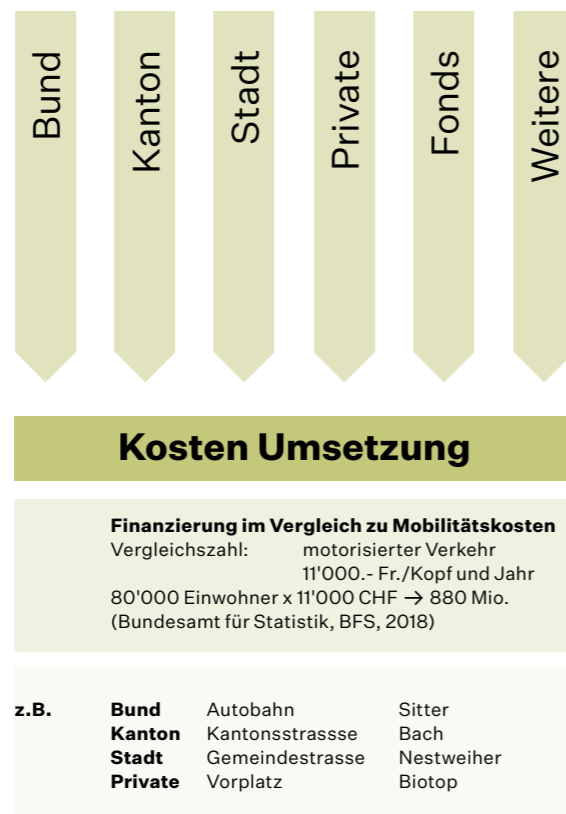 Bund
Kanton
Stadt
Private
Fonds
Weitere
Kosten Umsetzung
Finanzierung im Vergleich zu Mobilitätskosten
Vergleichszahl: motorisierter Verkehr
11'000.- Fr./Kopf und Jahr
80'000 Einwohner x 11'000 CHF → 880 Mio.
(Bundesamt für Statistik, BFS, 2018)
z.B. Bund Autobahn Sitter
Kanton Kantonsstrassse Bach
Stadt Gemeindestrasse Nestweiher
Private Vorplatz Biotop